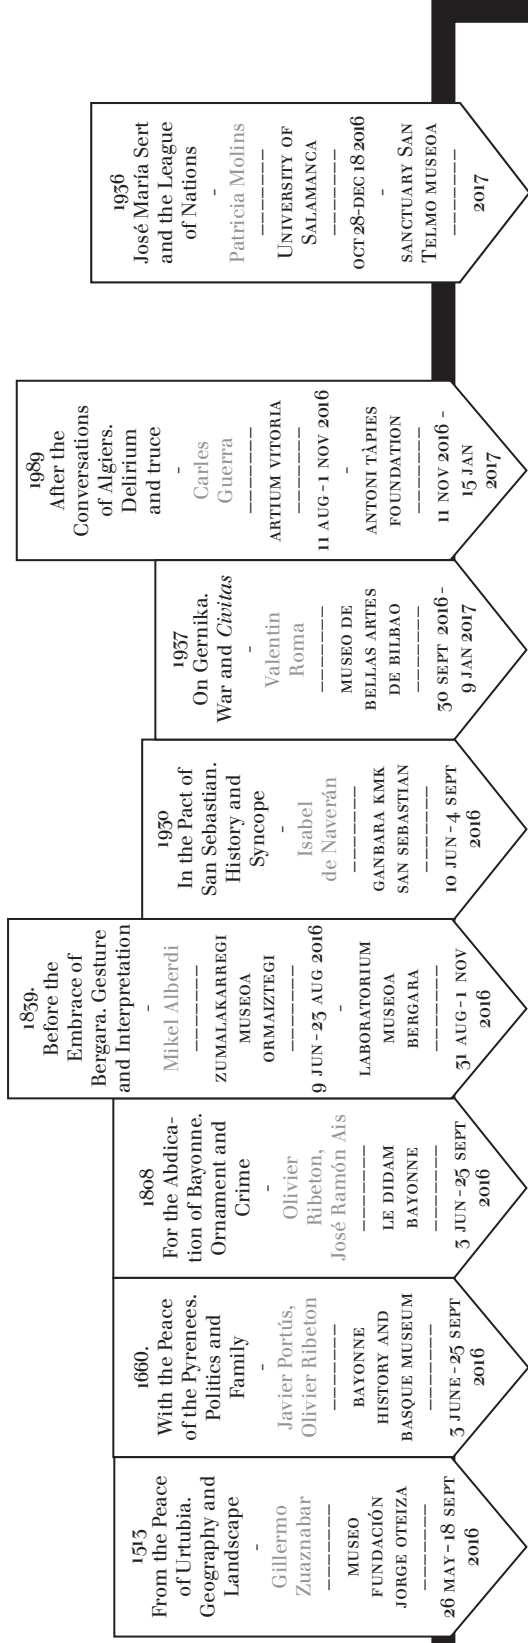 1513
From the Peace
of Urtubia.
Geography and
Landscape
-
Gillermo
Zuaznabar
MUSEO
FUNDACIÓN
JORGE OTEIZA
26 MAY - 18 SEPT
2016
1660.
With the Peace
of the Pyrenees.
Politics and
Family
-
Javier Portús,
Olivier Ribeton
BAYONNE
HISTORY AND
BASQUE MUSEUM
3 JUNE - 25 SEPT
2016
1808
For the Abdica-
tion of Bayonne.
Ornament and
Crime
-
Olivier
Ribeton,
José Ramón Ais
LE DIDAM
BAYONNE
3 JUN - 25 SEPT
2016
1839.
Before the
Embrace of
Bergara. Gesture
and Interpretation
-
Mikel Alberdi
ZUMALAKARREGI
MUSEOA
ORMAIZTEGI
9 JUN - 23 AUG 2016
-
LABORATORIUM
MUSEOA
BERGARA
31 AUG - 1 NOV
2016
1930
In the Pact of
San Sebastian.
History and
Syncope
-
Isabel
de Naverán
GANBARA KMK
SAN SEBASTIAN
10 JUN - 4 SEPT
2016
1937
On Gernika.
War and Civitas
-
Valentin
Roma
MUSEO DE
BELLAS ARTES
DE BILBAO
30 SEPT 2016 -
9 JAN 2017
1989
After the
Conversations
of Algiers.
Delirium
and truce
-
Carles
Guerra
ARTIUM VITORIA
11 AUG - 1 NOV 2016
-
ANTONI TÀPIES
FOUNDATION
11 NOV 2016 -
15 JAN
2017
1936
José María Sert
and the League
of Nations
-
Patricia Molins
UNIVERSITY OF
SALAMANCA
OCT 28-DEC 18 2016
-
SANCTUARY SAN
TELMO MUSEOA
2017